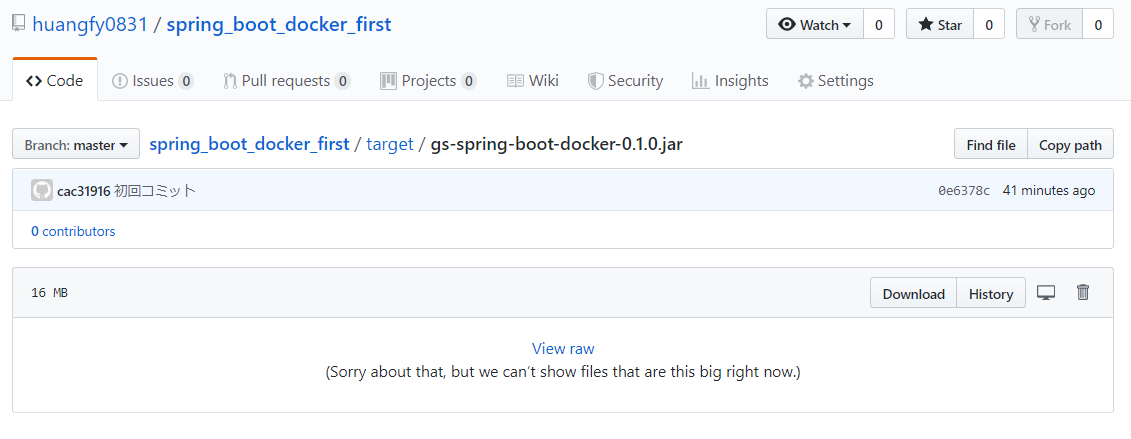 huangfy0831 / spring_boot_docker_first Watch 0 Star 0 Fork 0
Code Issues 0 Pull requests 0 Projects 0 Wiki Security Insights Settings
Branch: master spring_boot_docker_first / target / gs-spring-boot-docker-0.1.0.jar Find file Copy path
cac31916 初回コミット 0e6378c 41 minutes ago
0 contributors
16 MB Download History
View raw
(Sorry about that, but we can’t show files that are this big right now.)